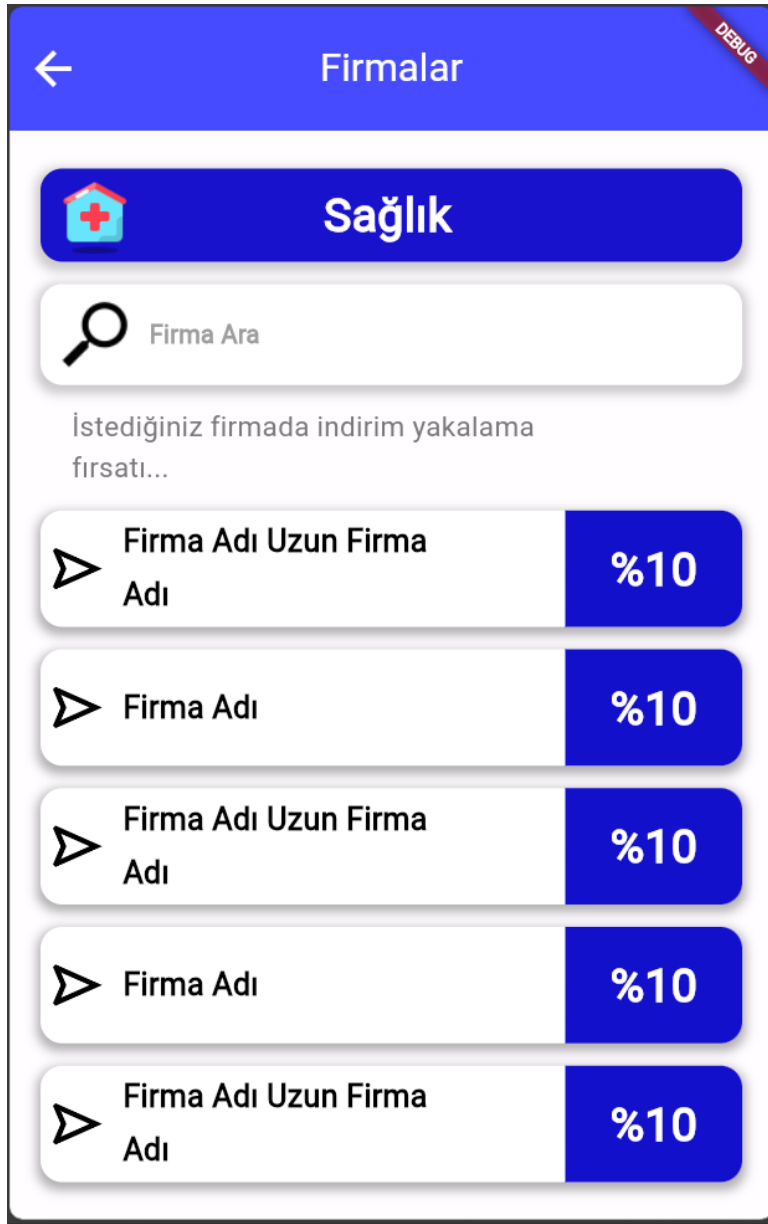 Firmalar
DEBUG
Sağlık
Firma Ara
İstediğiniz firmada indirim yakalama
fırsatı...
Firma Adı Uzun Firma
Adı
%10
Firma Adı
%10
Firma Adı Uzun Firma
Adı
%10
Firma Adı
%10
Firma Adı Uzun Firma
Adı
%10